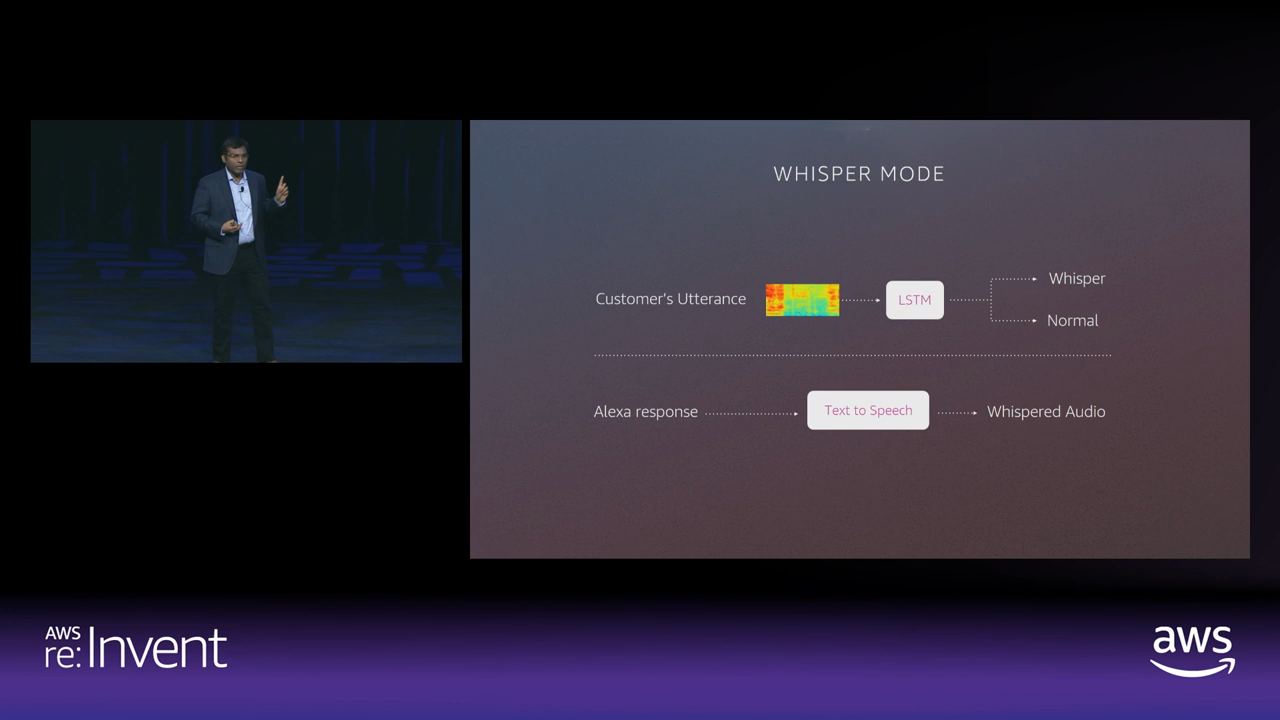 WHISPER MODE
Customer's Utterance
LSTM
Whisper
Normal
Alexa response
Text to Speech
Whispered Audio
AWS
re:Invent
aws